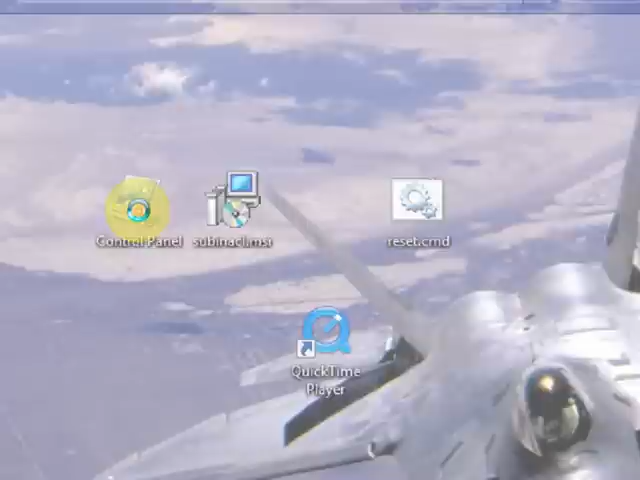 Control Panel
subinacl.msi
reset.cmd
QuickTime
Player